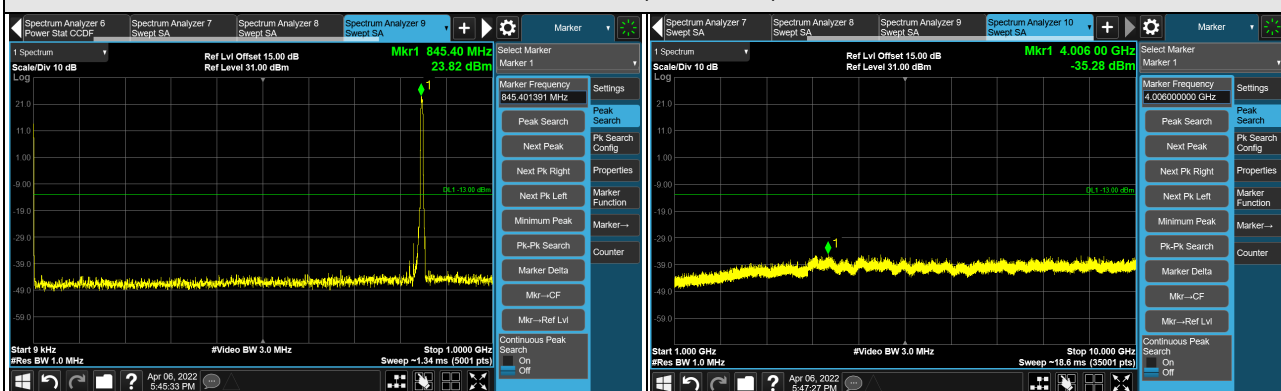 Spectrum Analyzer 6
Power Stat CCDF
Spectrum Analyzer 7
Swept SA
Spectrum Analyzer 8
Swept SA
Spectrum Analyzer 9
Swept SA
Marker
1 Spectrum
Scale/Div 10 dB
Log
Ref Lvl Offset 15.00 dB
Ref Level 31.00 dBm
Mkr1 845.40 MHz
23.82 dBm
1
21.0
11.0
1.00
-9.00
-19.0
-29.0
-39.0
-49.0
-59.0
DL1 -13.00 dBm
Start 9 kHz
#Res BW 1.0 MHz
#Video BW 3.0 MHz
Stop 1.0000 GHz
Sweep ~1.34 ms (5001 pts)
Select Marker
Marker 1
Marker Frequency
845.401391 MHz
Peak Search
Next Peak
Next Pk Right
Next Pk Left
Minimum Peak
Pk-Pk Search
Marker Delta
Mkr→CF
Mkr→Ref Lvl
Continuous Peak
Search
On
Off
Settings
Peak
Search
Pk Search
Config
Properties
Marker
Function
Marker→
Counter
?
Apr 06, 2022
5:45:33 PM
Spectrum Analyzer 7
Swept SA
Spectrum Analyzer 8
Swept SA
Spectrum Analyzer 9
Swept SA
Spectrum Analyzer 10
Swept SA
Marker
1 Spectrum
Scale/Div 10 dB
Log
Ref Lvl Offset 15.00 dB
Ref Level 31.00 dBm
Mkr1 4.006 00 GHz
-35.28 dBm
1
21.0
11.0
1.00
-9.00
-19.0
-29.0
-39.0
-49.0
-59.0
DL1 -13.00 dBm
Start 1.000 GHz
#Res BW 1.0 MHz
#Video BW 3.0 MHz
Stop 10.000 GHz
Sweep ~18.6 ms (35001 pts)
Select Marker
Marker 1
Marker Frequency
4.006000000 GHz
Peak Search
Next Peak
Next Pk Right
Next Pk Left
Minimum Peak
Pk-Pk Search
Marker Delta
Mkr→CF
Mkr→Ref Lvl
Continuous Peak
Search
On
Off
Settings
Peak
Search
Pk Search
Config
Properties
Marker
Function
Marker→
Counter
?
Apr 06, 2022
5:47:27 PM